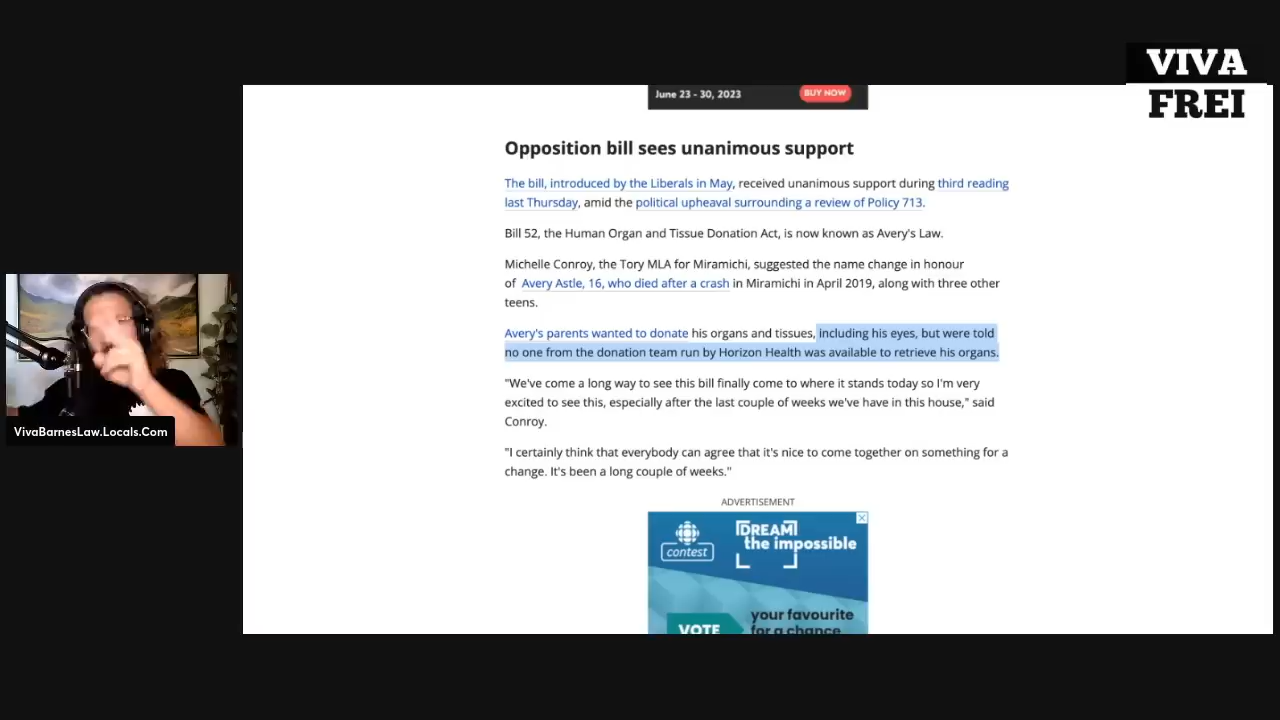 VIVA
FREI
June 23 - 30, 2023
BUY NOW
Opposition bill sees unanimous support
The bill, introduced by the Liberals in May, received unanimous support during third reading
last Thursday, amid the political upheaval surrounding a review of Policy 713.
Bill 52, the Human Organ and Tissue Donation Act, is now known as Avery's Law.
Michelle Conroy, the Tory MLA for Miramichi, suggested the name change in honour
of Avery Astle, 16, who died after a crash in Miramichi in April 2019, along with three other
teens.
Avery's parents wanted to donate his organs and tissues, including his eyes, but were told
no one from the donation team run by Horizon Health was available to retrieve his organs.
"We've come a long way to see this bill finally come to where it stands today so I'm very
excited to see this, especially after the last couple of weeks we've have in this house," said
Conroy.
"I certainly think that everybody can agree that it's nice to come together on something for a
change. It's been a long couple of weeks."
ADVERTISEMENT
contest
DREAM
the impossible
your favourite
for a chance
VOTE
VivaBarnesLaw.Locals.Com